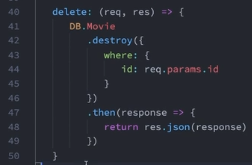 40 delete: (req, res) => {
41 DB.Movie
42 .destroy({
43 where: {
44 id: req.params.id
45 }
46 })
47 .then(response => {
48 return res.json(response)
49 })
50 }